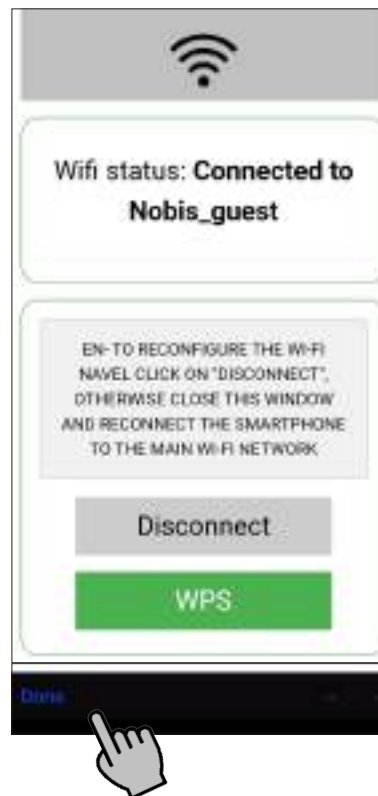 Wifi status: Connected to
Nobis_guest
EN- TO RECONFIGURE THE WI-FI
NAVEL CLICK ON "DISCONNECT",
OTHERWISE CLOSE THIS WINDOW
AND RECONNECT THE SMARTPHONE
TO THE MAIN WI-FI NETWORK
Disconnect
WPS
Done